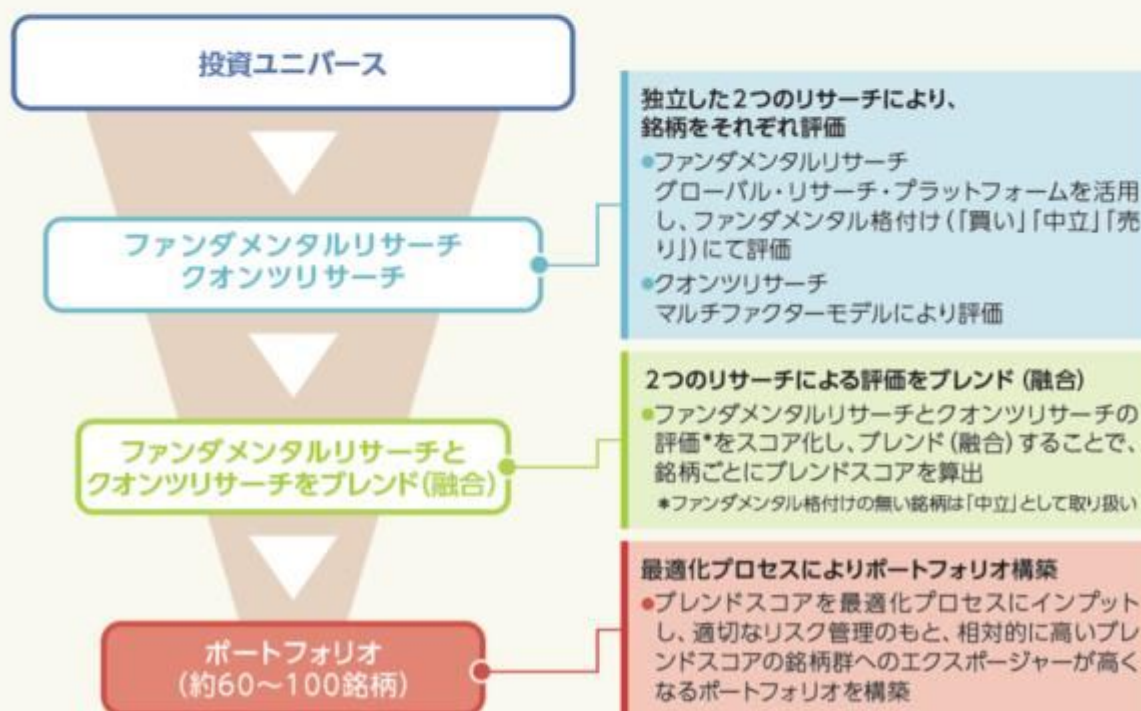 投資ユニバース
独立した2つのリサーチにより、
銘柄をそれぞれ評価
●ファンダメンタルリサーチ
グローバル・リサーチ・プラットフォームを活用
し、ファンダメンタル格付け(「買い」「中立」「売
り」)にて評価
●クオンツリサーチ
マルチファクターモデルにより評価
ファンダメンタルリサーチ
クオンツリサーチ
2つのリサーチによる評価をブレンド(融合)
●ファンダメンタルリサーチとクオンツリサーチの
評価*をスコア化し、ブレンド(融合)することで、
銘柄ごとにブレンドスコアを算出
*ファンダメンタル格付けの無い銘柄は「中立」として取り扱い
ファンダメンタルリサーチと
クオンツリサーチをブレンド(融合)
最適化プロセスによりポートフォリオ構築
●ブレンドスコアを最適化プロセスにインプット
し、適切なリスク管理のもと、相対的に高いブレ
ンドスコアの銘柄群へのエクスポージャーが高く
なるポートフォリオを構築
ポートフォリオ
(約60〜100銘柄)